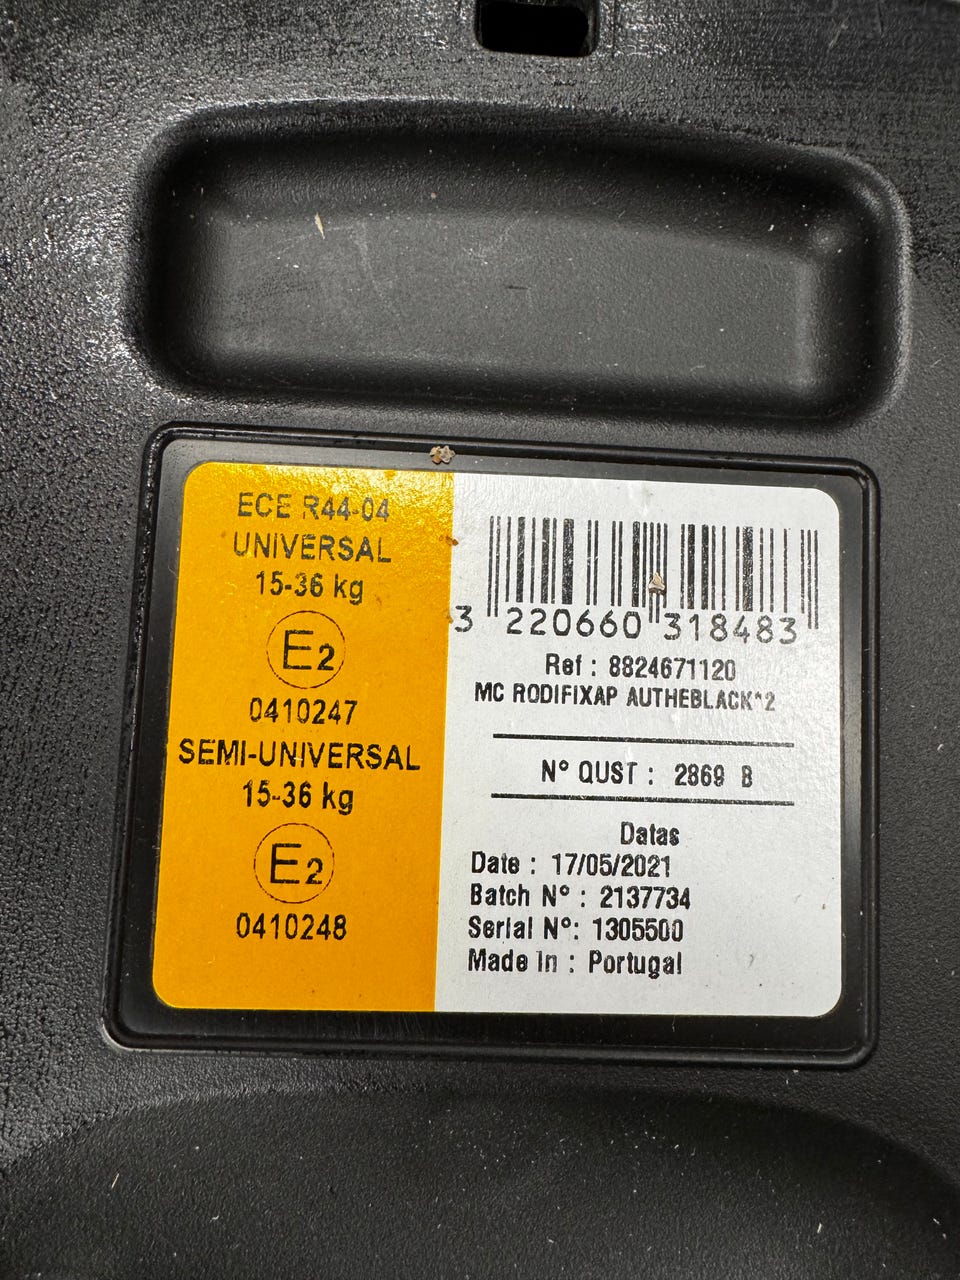 ECE R44-04
UNIVERSAL
15-36 kg
E2
0410247
SEMI-UNIVERSAL
15-36 kg
E2
0410248
3 220660 318483
Ref : 8824671120
MC RODIFIXAP AUTHEBLACK*2
N° QUST : 2869 B
Datas
Date : 17/05/2021
Batch N° : 2137734
Serial N°: 1305500
Made in : Portugal